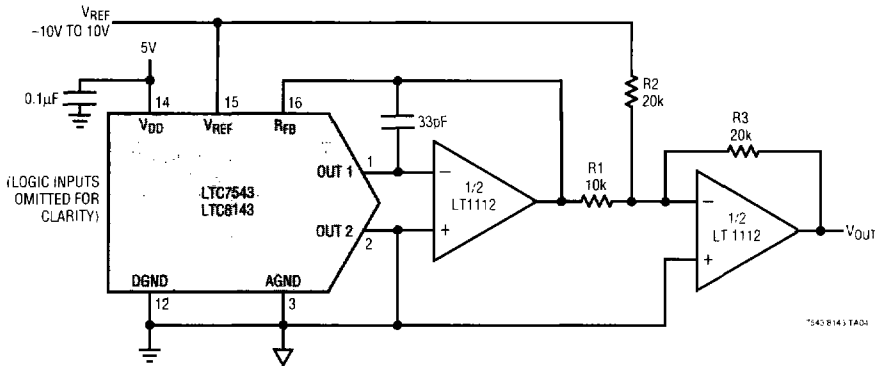 VREF
–10V TO 10V
5V
0.1µF
14
15
16
VDD
VREF
RFB
33pF
R2
20k
R3
20k
(LOGIC INPUTS
OMITTED FOR
CLARITY)
LTC7543
LTC8143
OUT 1
1
OUT 2
2
–
+
1/2
LT1112
R1
10k
–
+
1/2
LT1112
VOUT
DGND
AGND
12
3
7543/8143 TA04